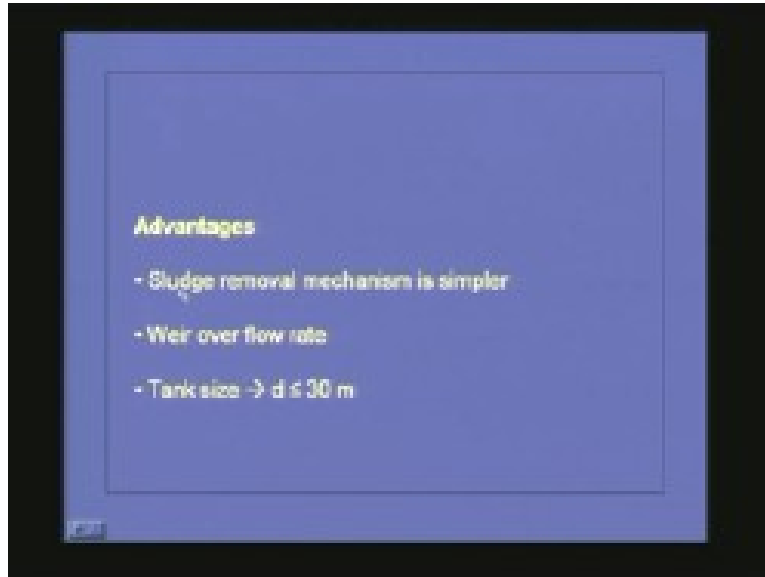 Advantages
- Sludge removal mechanism is simpler
- Weir over flow rate
- Tank size → d ≤ 30 m